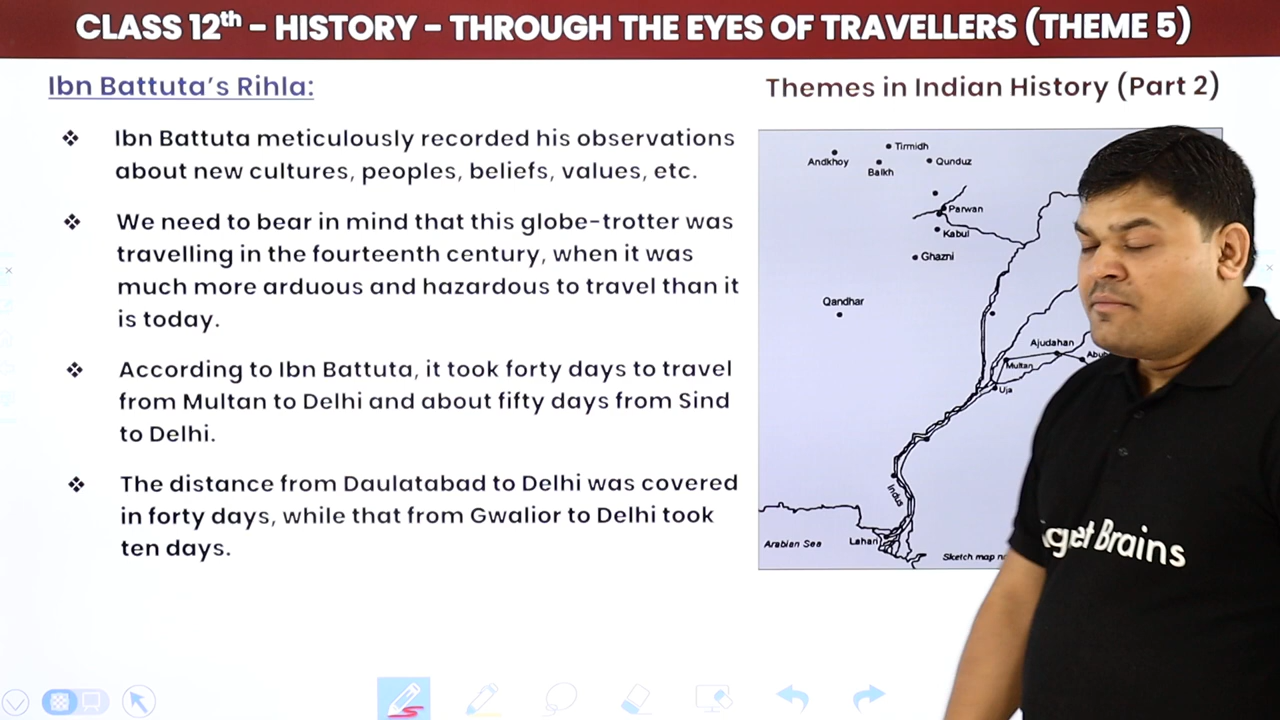 CLASS 12th – HISTORY – THROUGH THE EYES OF TRAVELLERS (THEME 5)
Ibn Battuta's Rihla:
Themes in Indian History (Part 2)
❖ Ibn Battuta meticulously recorded his observations
about new cultures, peoples, beliefs, values, etc.
❖ We need to bear in mind that this globe-trotter was
travelling in the fourteenth century, when it was
much more arduous and hazardous to travel than it
is today.
❖ According to Ibn Battuta, it took forty days to travel
from Multan to Delhi and about fifty days from Sind
to Delhi.
❖ The distance from Daulatabad to Delhi was covered
in forty days, while that from Gwalior to Delhi took
ten days.
Tirmidh
Andkhoy
Qunduz
Balkh
Parwan
Kabul
Ghazni
Qandhar
Ajudahan
Multan
Uja
Indus
Lahari
Arabian Sea
Sketch map
Brains